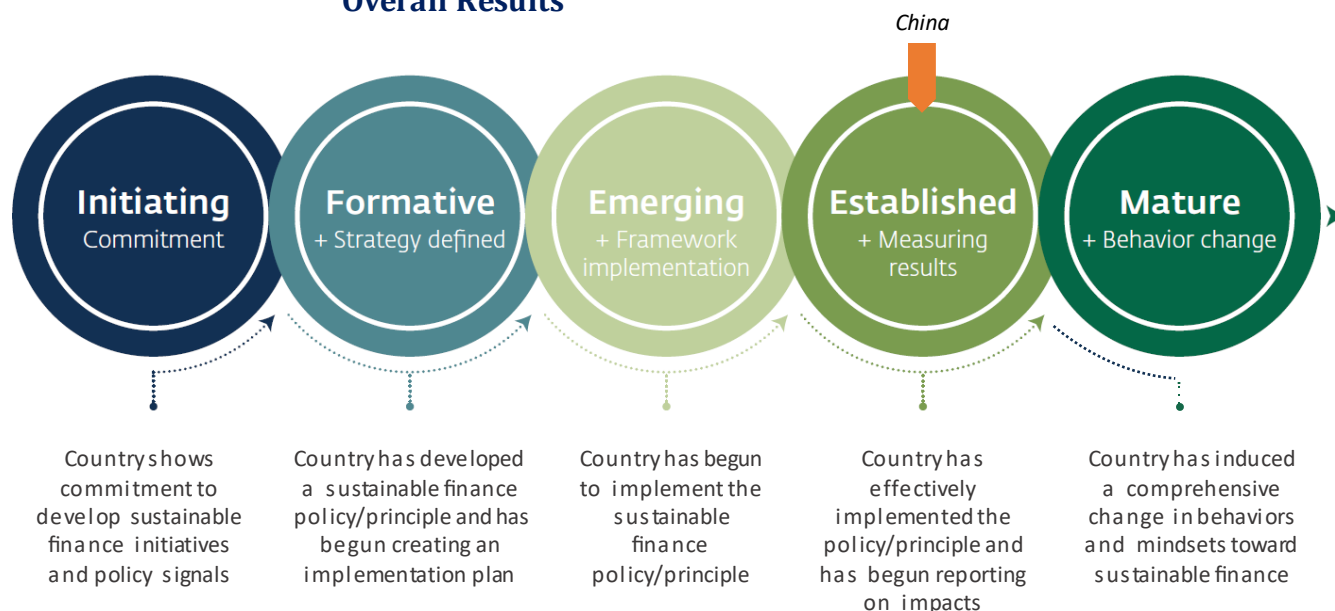 Overall Results
China
Initiating
Commitment
Formative
+ Strategy defined
Emerging
+ Framework
implementation
Established
+ Measuring
results
Mature
+ Behavior change
Country shows
commitment to
develop sustainable
finance initiatives
and policy signals
Country has developed
a sustainable finance
policy/principle and has
begun creating an
implementation plan
Country has begun
to implement the
sustainable
finance
policy/principle
Country has
effectively
implemented the
policy/principle and
has begun reporting
on impacts
Country has induced
a comprehensive
change in behaviors
and mindsets toward
sustainable finance